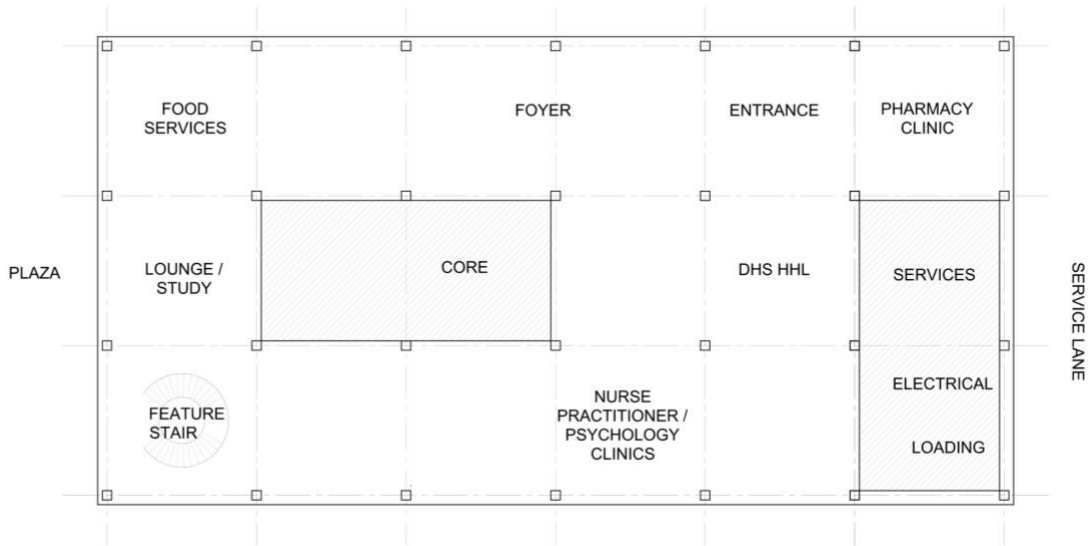 FOOD
SERVICES
FOYER
ENTRANCE
PHARMACY
CLINIC
PLAZA
LOUNGE /
STUDY
CORE
DHS HHL
SERVICES
SERVICE LANE
FEATURE
STAIR
NURSE
PRACTITIONER /
PSYCHOLOGY
CLINICS
ELECTRICAL
LOADING